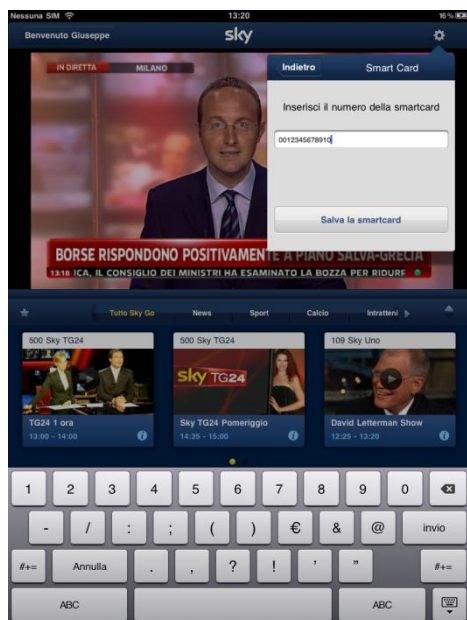 Nessuna SIM 13:20 16%
Benvenuto Giuseppe sky
IN DIRETTA MILANO
Indietro Smart Card
Inserisci il numero della smartcard
0012345678910
Salva la smartcard
BORSE RISPONDONO POSITIVAMENTE A PIANO SALVA-GRECIA
13:18 ICA, IL CONSIGLIO DEI MINISTRI HA ESAMINATO LA BOZZA PER RIDURE
Tutto Sky Go News Sport Calcio Intratteni
500 Sky TG24 500 Sky TG24 109 Sky Uno
sky TG24
TG24 1 ora Sky TG24 Pomeriggio David Letterman Show
13:00 - 14:00 14:35 - 15:00 12:25 - 13:20
1 2 3 4 5 6 7 8 9 0
- / : ; ( ) € & @ invio
#+= Annulla . , ? ! ' " #+=
ABC ABC